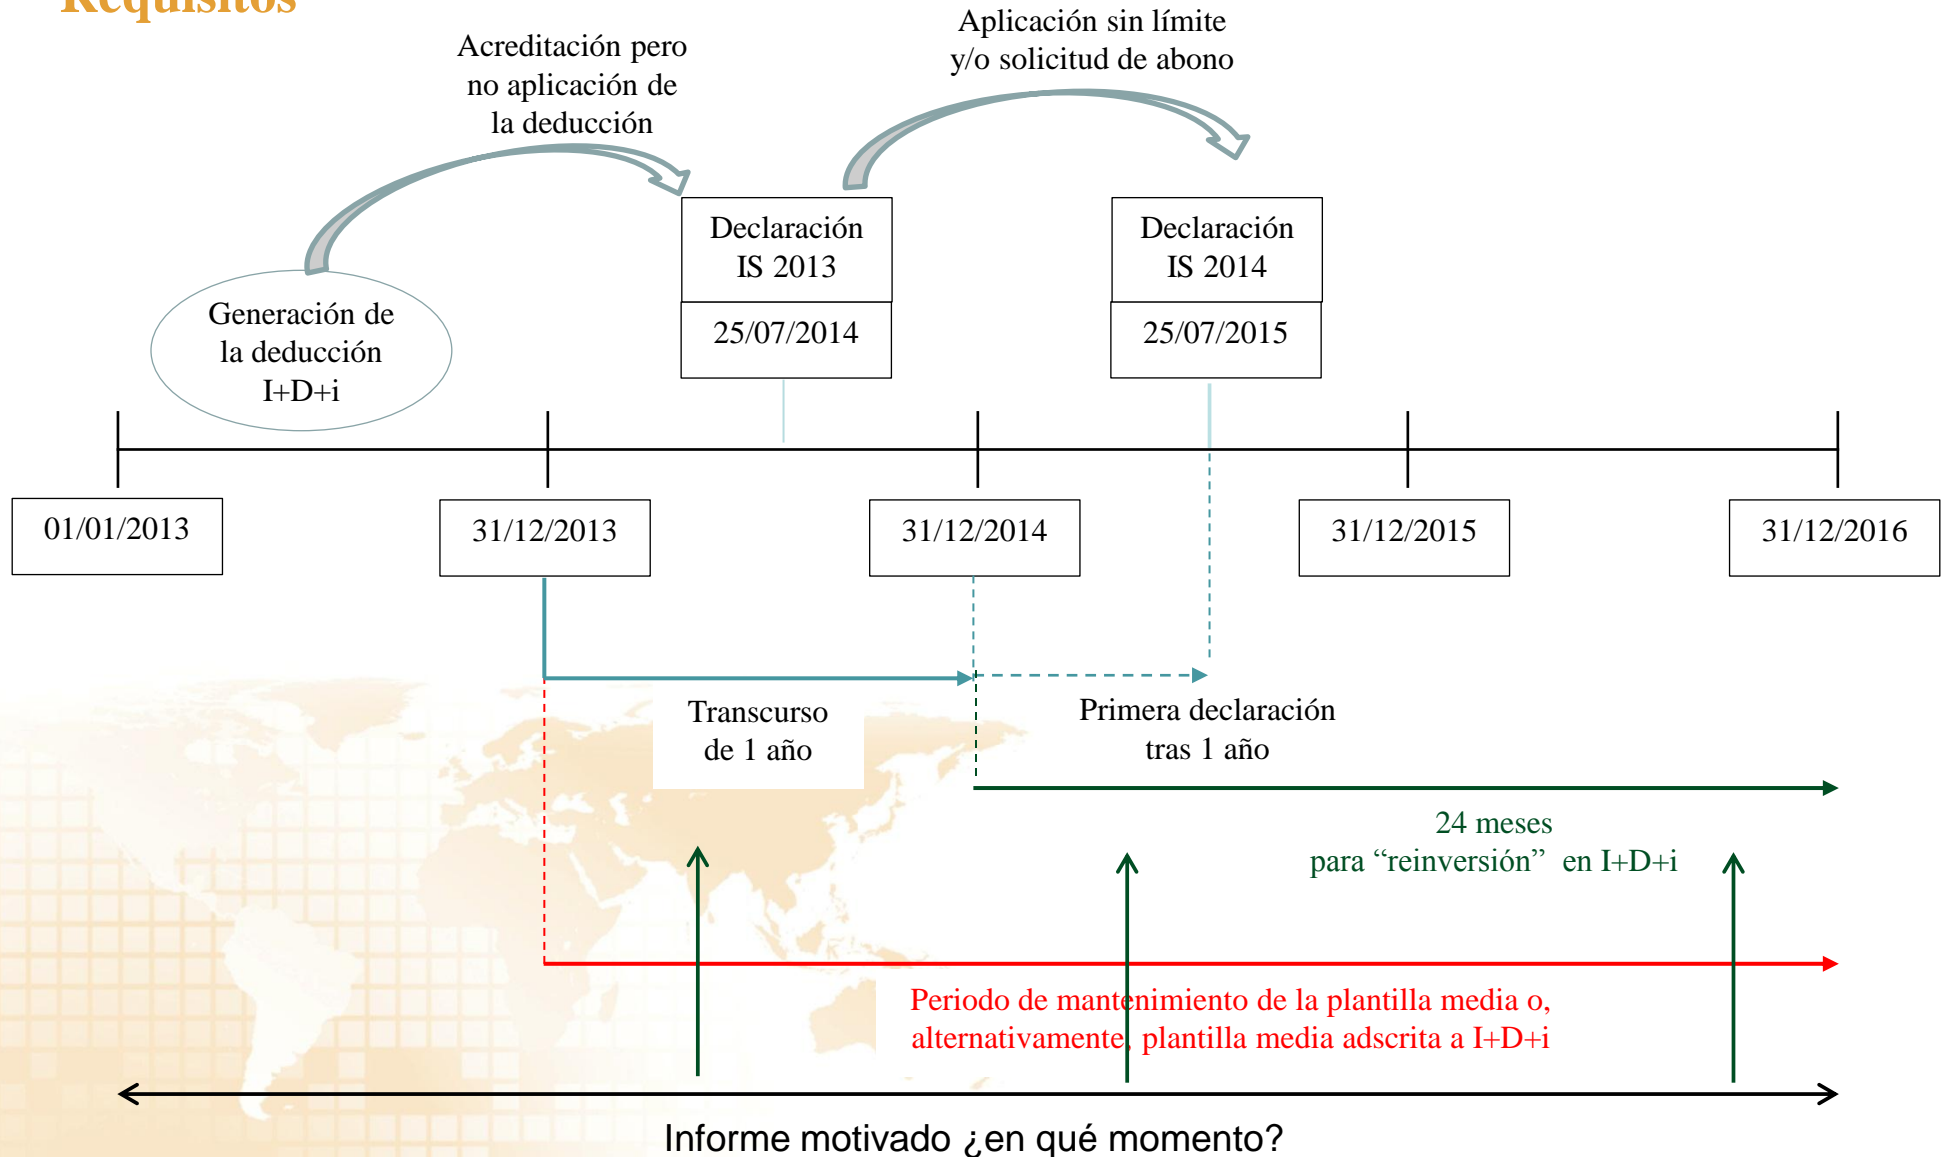 Requisitos
Aplicación sin límite
y/o solicitud de abono
Acreditación pero
no aplicación de
la deducción
Declaración
IS 2013
25/07/2014
Declaración
IS 2014
25/07/2015
Generación de
la deducción
I+D+i
01/01/2013
31/12/2013
31/12/2014
31/12/2015
31/12/2016
Transcurso
de 1 año
Primera declaración
tras 1 año
24 meses
para “reinversión” en I+D+i
Periodo de mantenimiento de la plantilla media o,
alternativamente, plantilla media adscrita a I+D+i
Informe motivado ¿en qué momento?